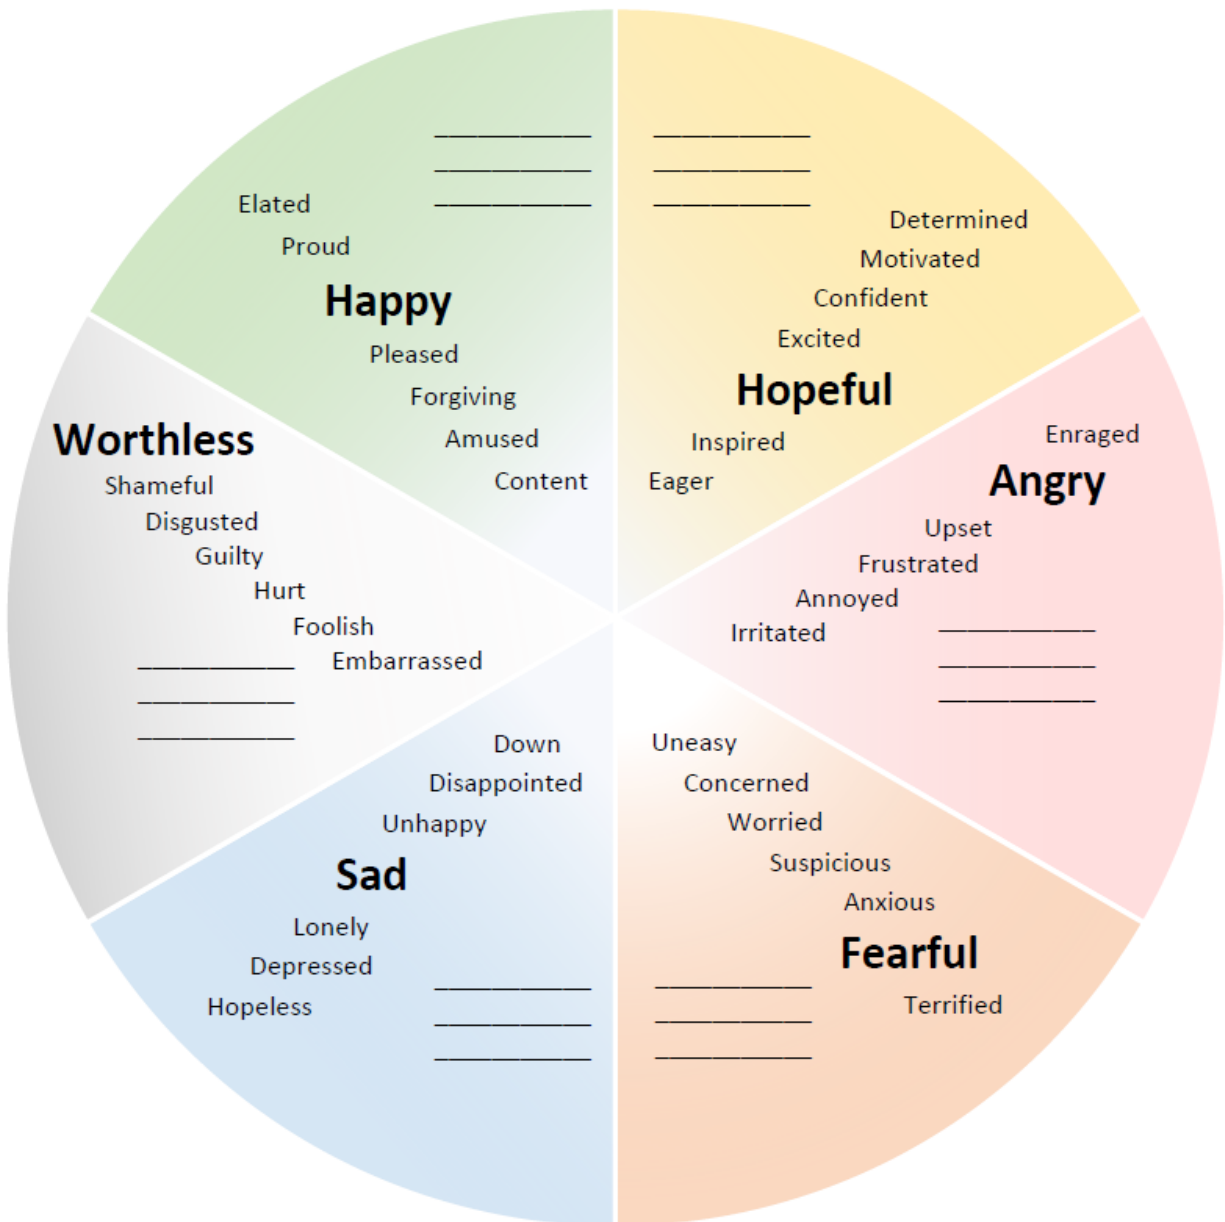 Elated
Proud
Happy
Pleased
Forgiving
Amused
Content
Determined
Motivated
Confident
Excited
Hopeful
Inspired
Eager
Enraged
Angry
Upset
Frustrated
Annoyed
Irritated
Uneasy
Concerned
Worried
Suspicious
Anxious
Fearful
Terrified
Down
Disappointed
Unhappy
Sad
Lonely
Depressed
Hopeless
Worthless
Shameful
Disgusted
Guilty
Hurt
Foolish
Embarrassed